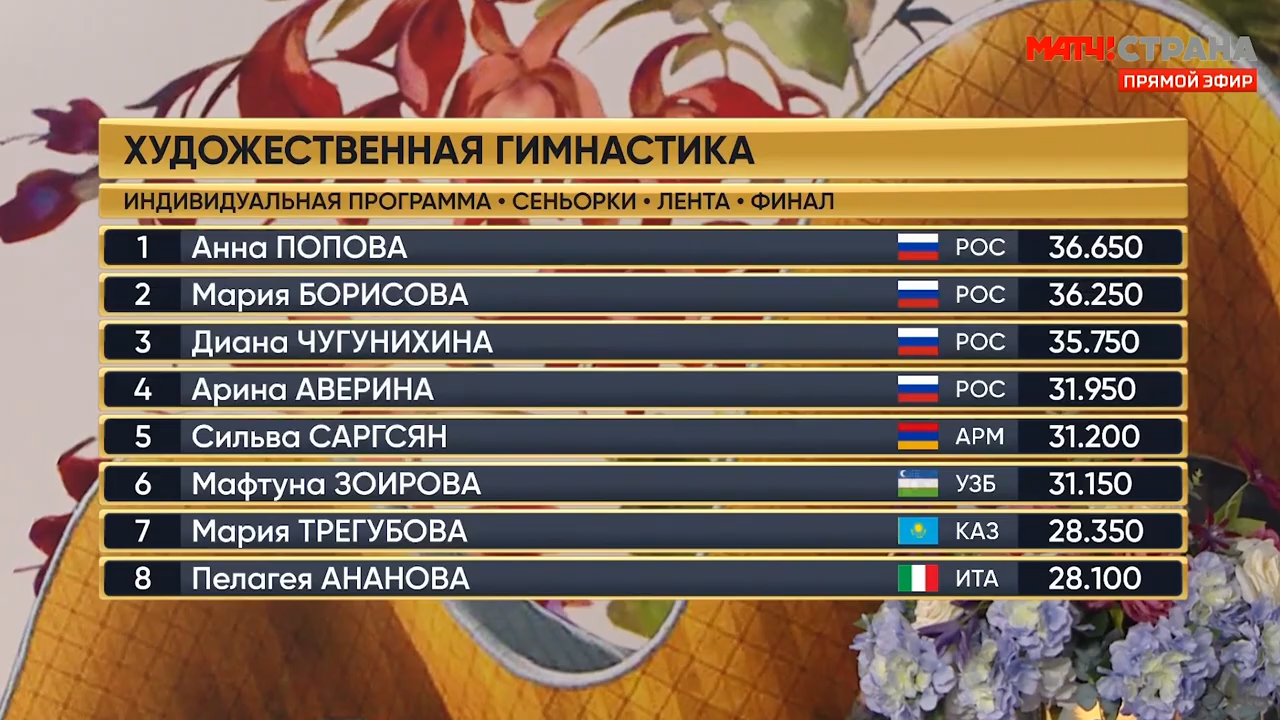 МАТЧ! СТРАНА
ПРЯМОЙ ЭФИР
ХУДОЖЕСТВЕННАЯ ГИМНАСТИКА
ИНДИВИДУАЛЬНАЯ ПРОГРАММА • СЕНЬОРКИ • ЛЕНТА • ФИНАЛ
1 Анна ПОПОВА РОС 36.650
2 Мария БОРИСОВА РОС 36.250
3 Диана ЧУГУНИХИНА РОС 35.750
4 Арина АВЕРИНА РОС 31.950
5 Сильва САРГСЯН АРМ 31.200
6 Мафтуна ЗОИРОВА УЗБ 31.150
7 Мария ТРЕГУБОВА КАЗ 28.350
8 Пелагея АНАНОВА ИТА 28.100